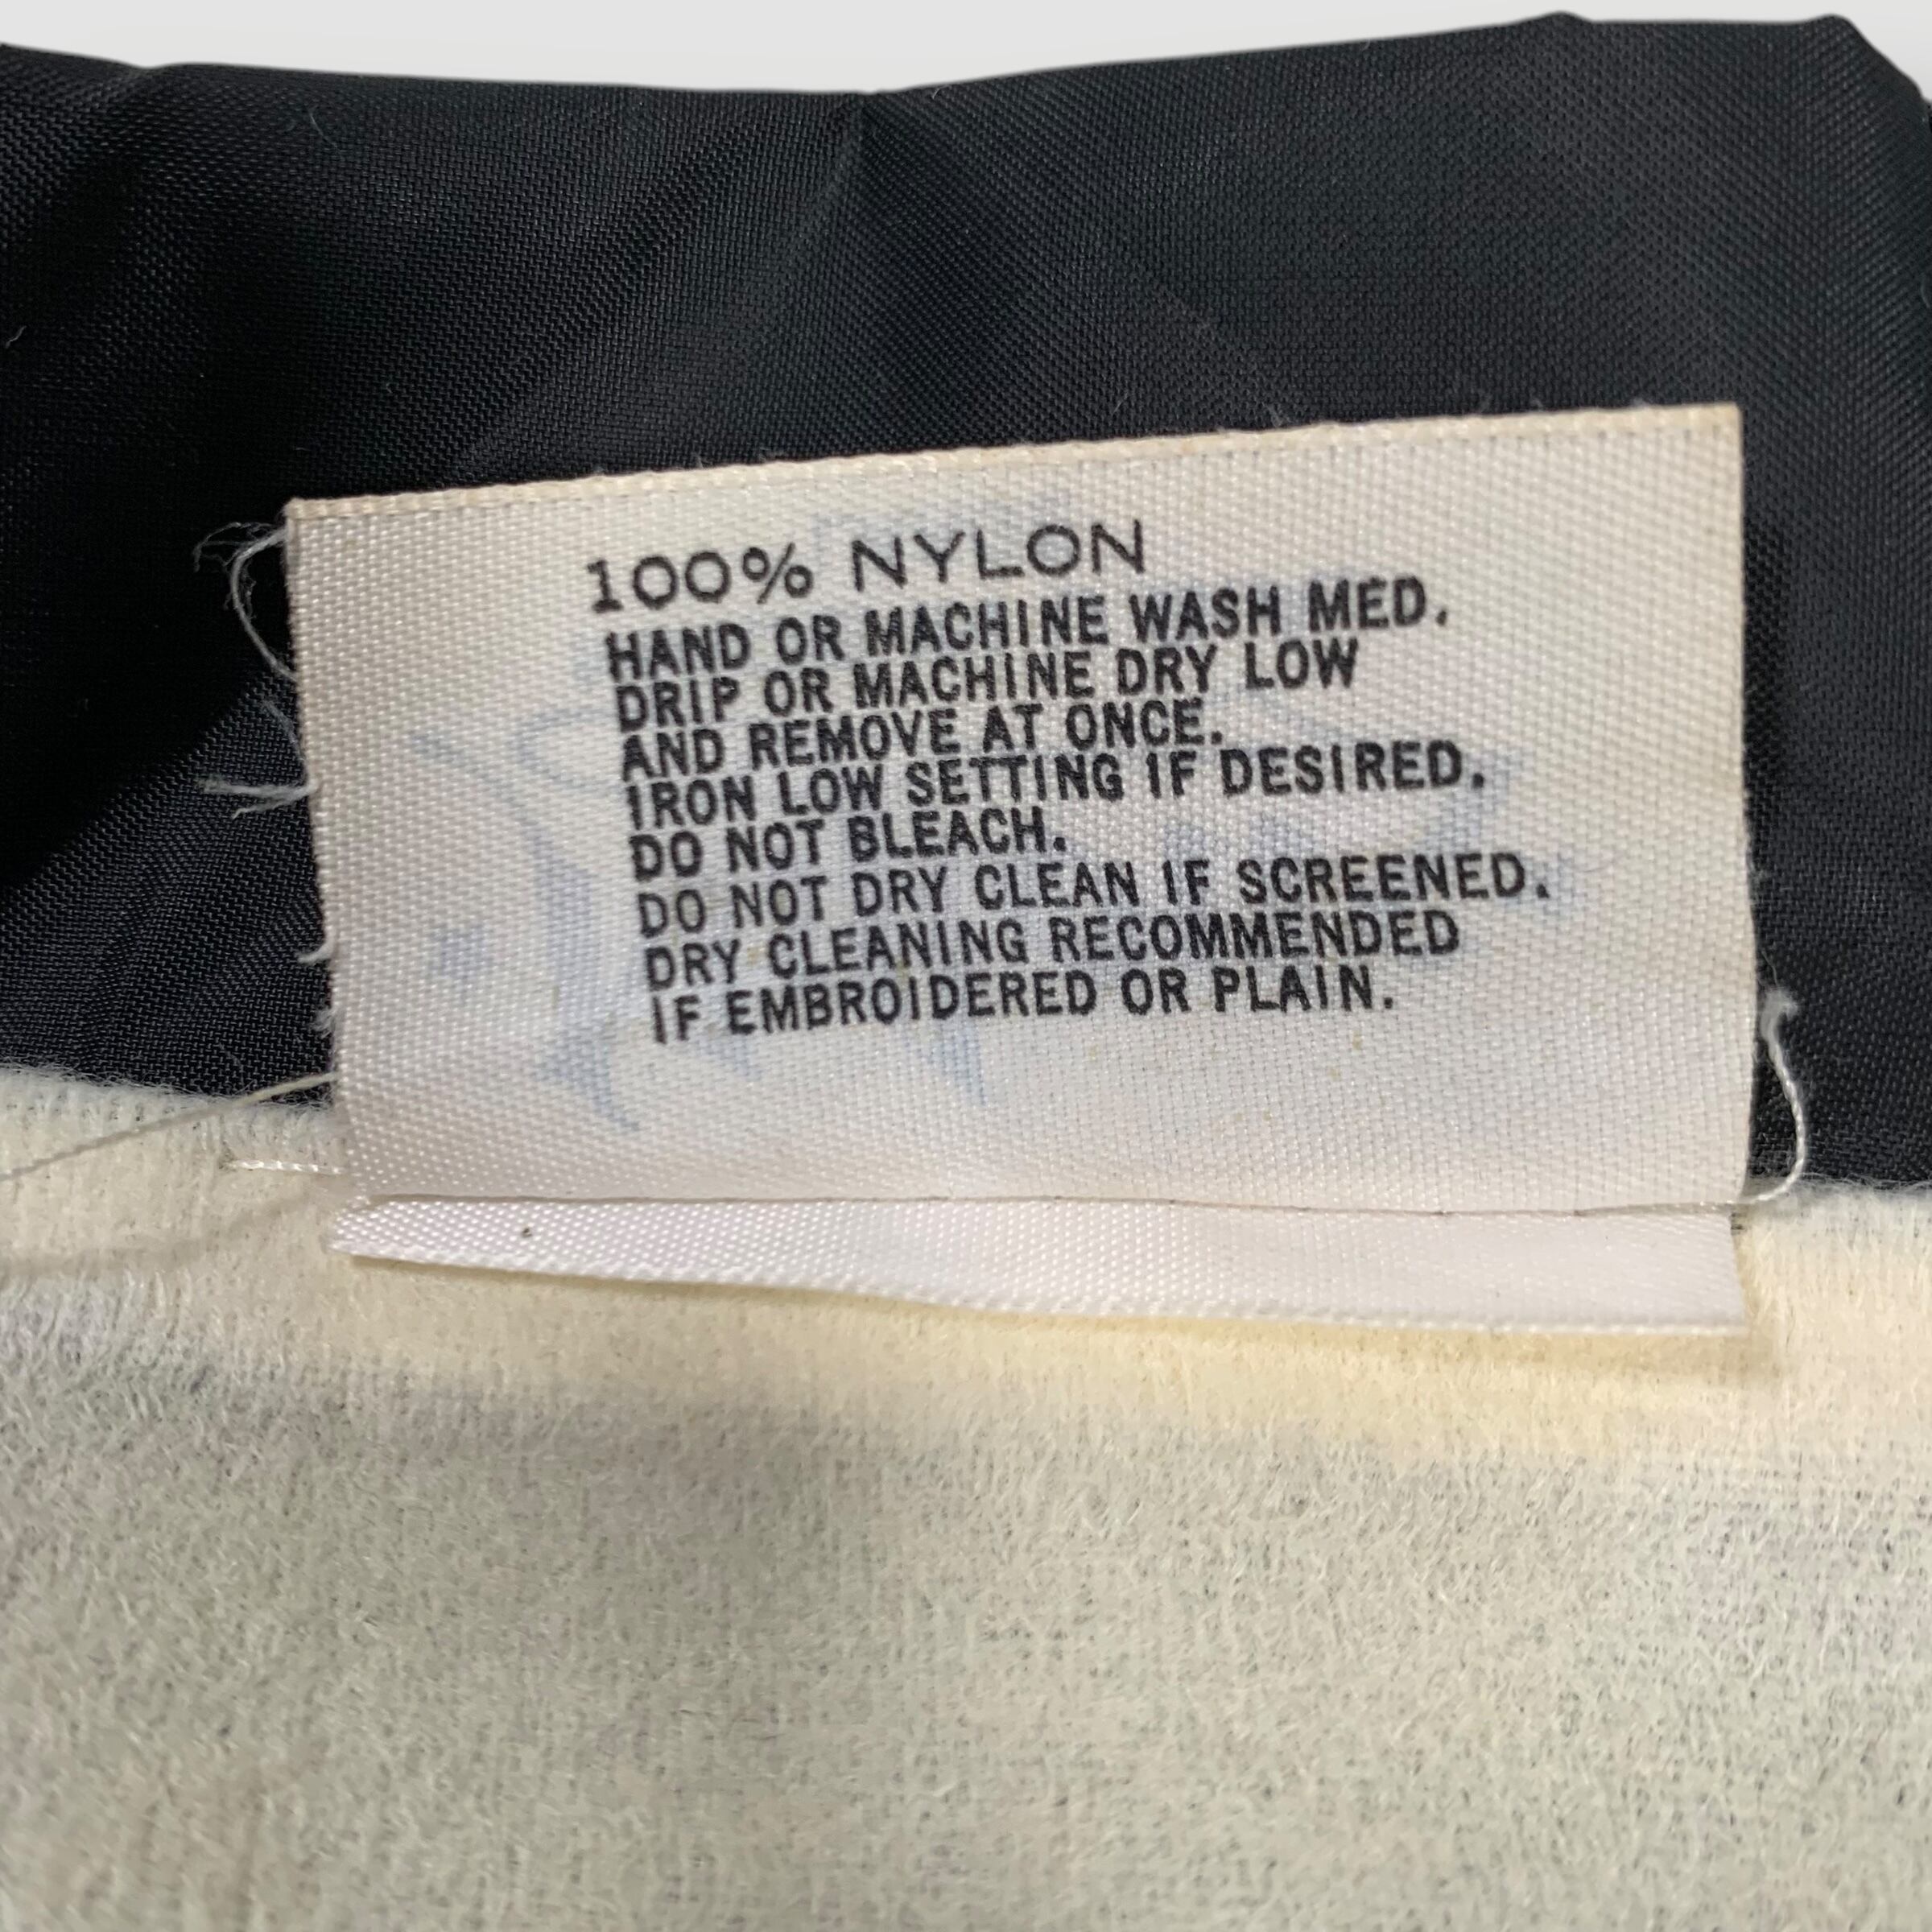 100% NYLON
HAND OR MACHINE WASH MED.
DRIP OR MACHINE DRY LOW
AND REMOVE AT ONCE.
IRON LOW SETTING IF DESIRED.
DO NOT BLEACH.
DO NOT DRY CLEAN IF SCREENED.
DRY CLEANING RECOMMENDED
IF EMBROIDERED OR PLAIN.